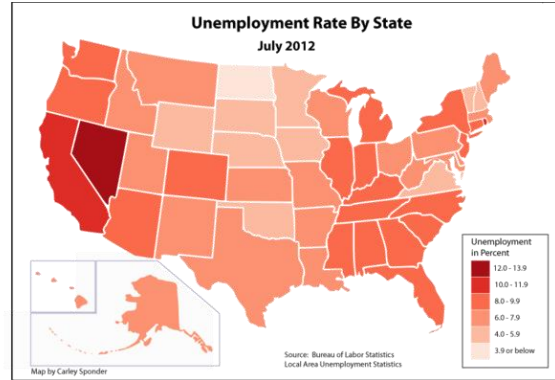 Unemployment Rate By State
July 2012
Unemployment
in Percent
12.0 - 13.9
10.0 - 11.9
8.0 - 9.9
6.0 - 7.9
4.0 - 5.9
3.9 or below
Source: Bureau of Labor Statistics
Local Area Unemployment Statistics
Map by Carley Sponder